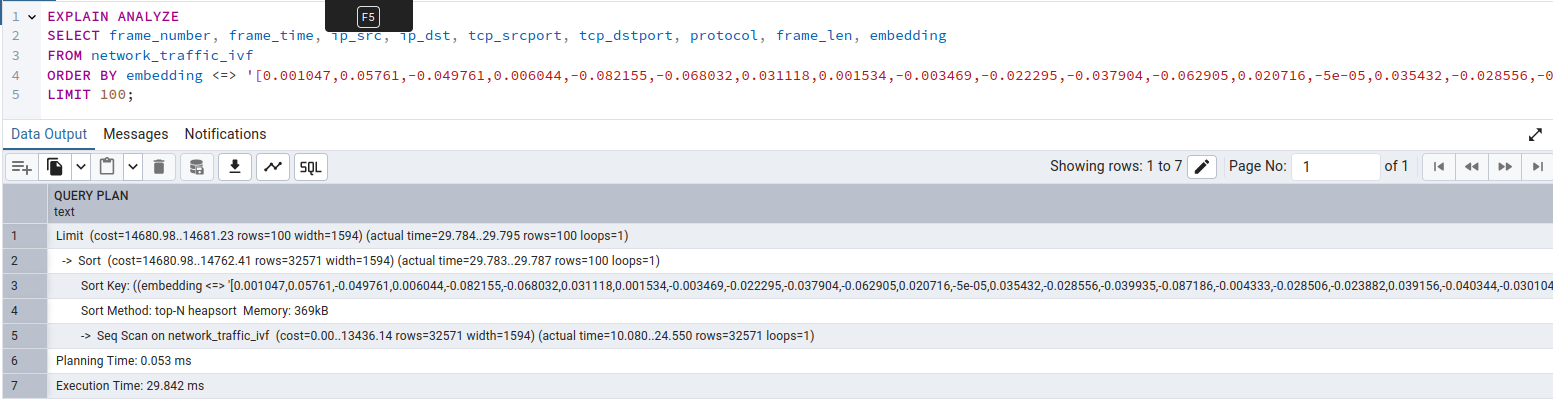 F5
1 EXPLAIN ANALYZE
2 SELECT frame_number, frame_time, ip_src, ip_dst, tcp_srcport, tcp_dstport, protocol, frame_len, embedding
3 FROM network_traffic_ivf
4 ORDER BY embedding <=> '[0.001047,0.05761,-0.049761,0.006044,-0.082155,-0.068032,0.031118,0.001534,-0.003469,-0.022295,-0.037904,-0.062905,0.020716,-5e-05,0.035432,-0.028556,-0
5 LIMIT 100;
Data Output Messages Notifications
SQL Showing rows: 1 to 7 Page No: 1 of 1
QUERY PLAN
text
1 Limit (cost=14680.98..14681.23 rows=100 width=1594) (actual time=29.784..29.795 rows=100 loops=1)
2 -> Sort (cost=14680.98..14762.41 rows=32571 width=1594) (actual time=29.783..29.787 rows=100 loops=1)
3 Sort Key: ((embedding <=> '[0.001047,0.05761,-0.049761,0.006044,-0.082155,-0.068032,0.031118,0.001534,-0.003469,-0.022295,-0.037904,-0.062905,0.020716,-5e-05,0.035432,-0.028556,-0.039935,-0.087186,-0.004333,-0.028506,-0.023882,0.039156,-0.040344,-0.030104
4 Sort Method: top-N heapsort Memory: 369kB
5 -> Seq Scan on network_traffic_ivf (cost=0.00..13436.14 rows=32571 width=1594) (actual time=10.080..24.550 rows=32571 loops=1)
6 Planning Time: 0.053 ms
7 Execution Time: 29.842 ms